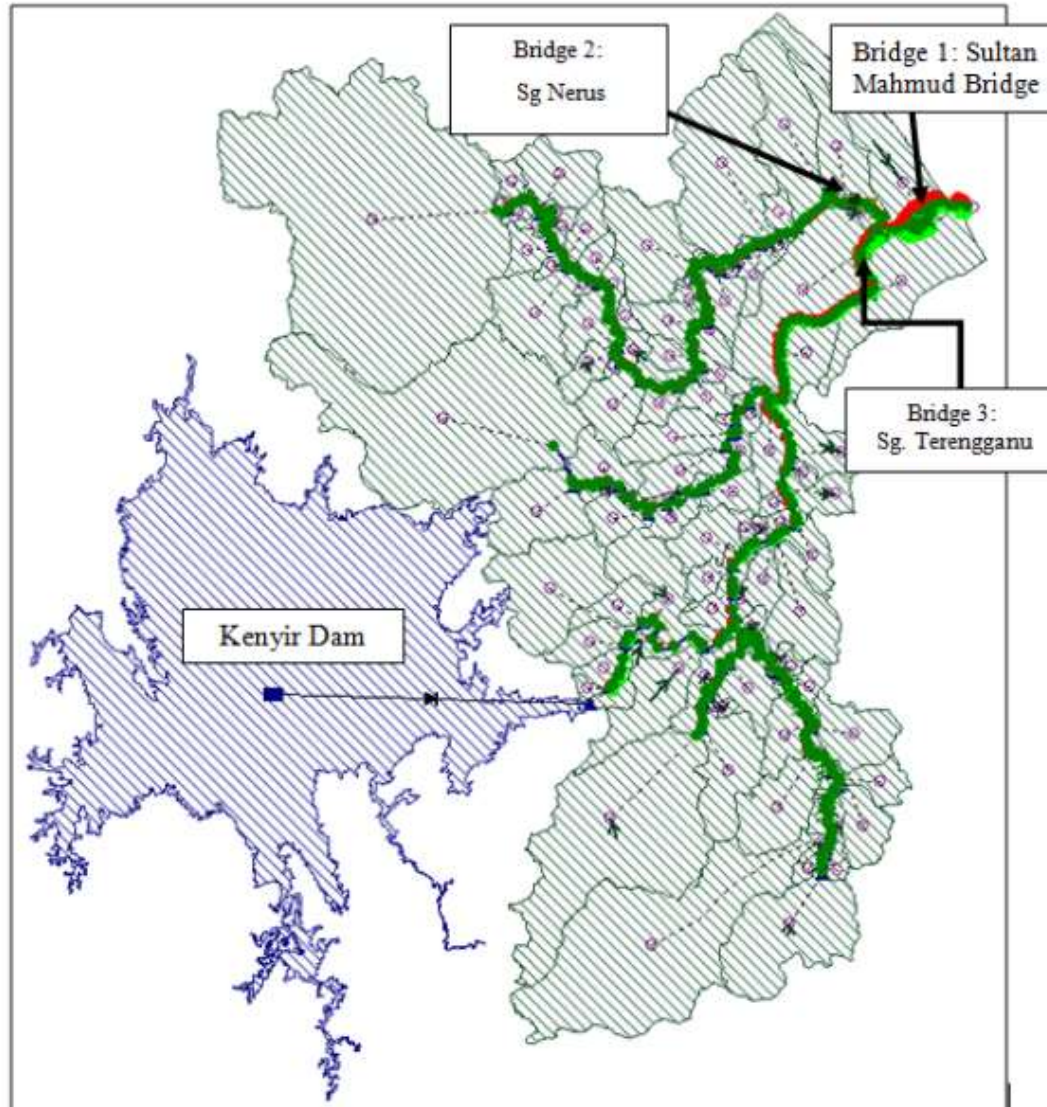 Bridge 2:
Sg Nerus
Bridge 1: Sultan
Mahmud Bridge
Bridge 3:
Sg. Terengganu
Kenyir Dam